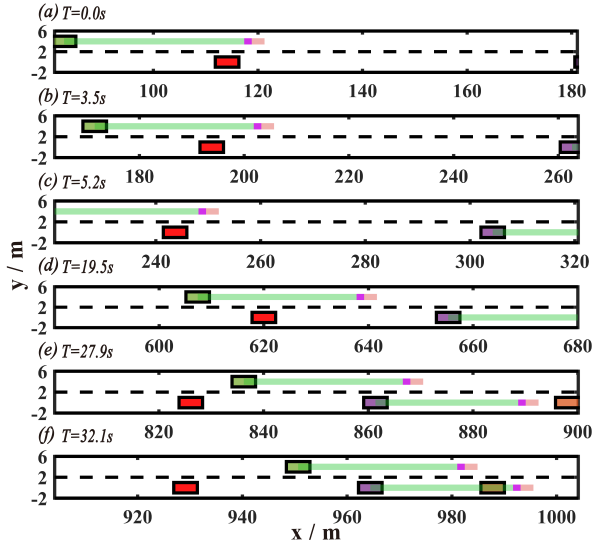 (a) T=0.0s
6
2
-2
100 120 140 160 180
(b) T=3.5s
6
2
-2
180 200 220 240 260
(c) T=5.2s
6
2
-2
240 260 280 300 320
y / m
(d) T=19.5s
6
2
-2
600 620 640 660 680
(e) T=27.9s
6
2
-2
820 840 860 880 900
(f) T=32.1s
6
2
-2
920 940 960 980 1000
x / m